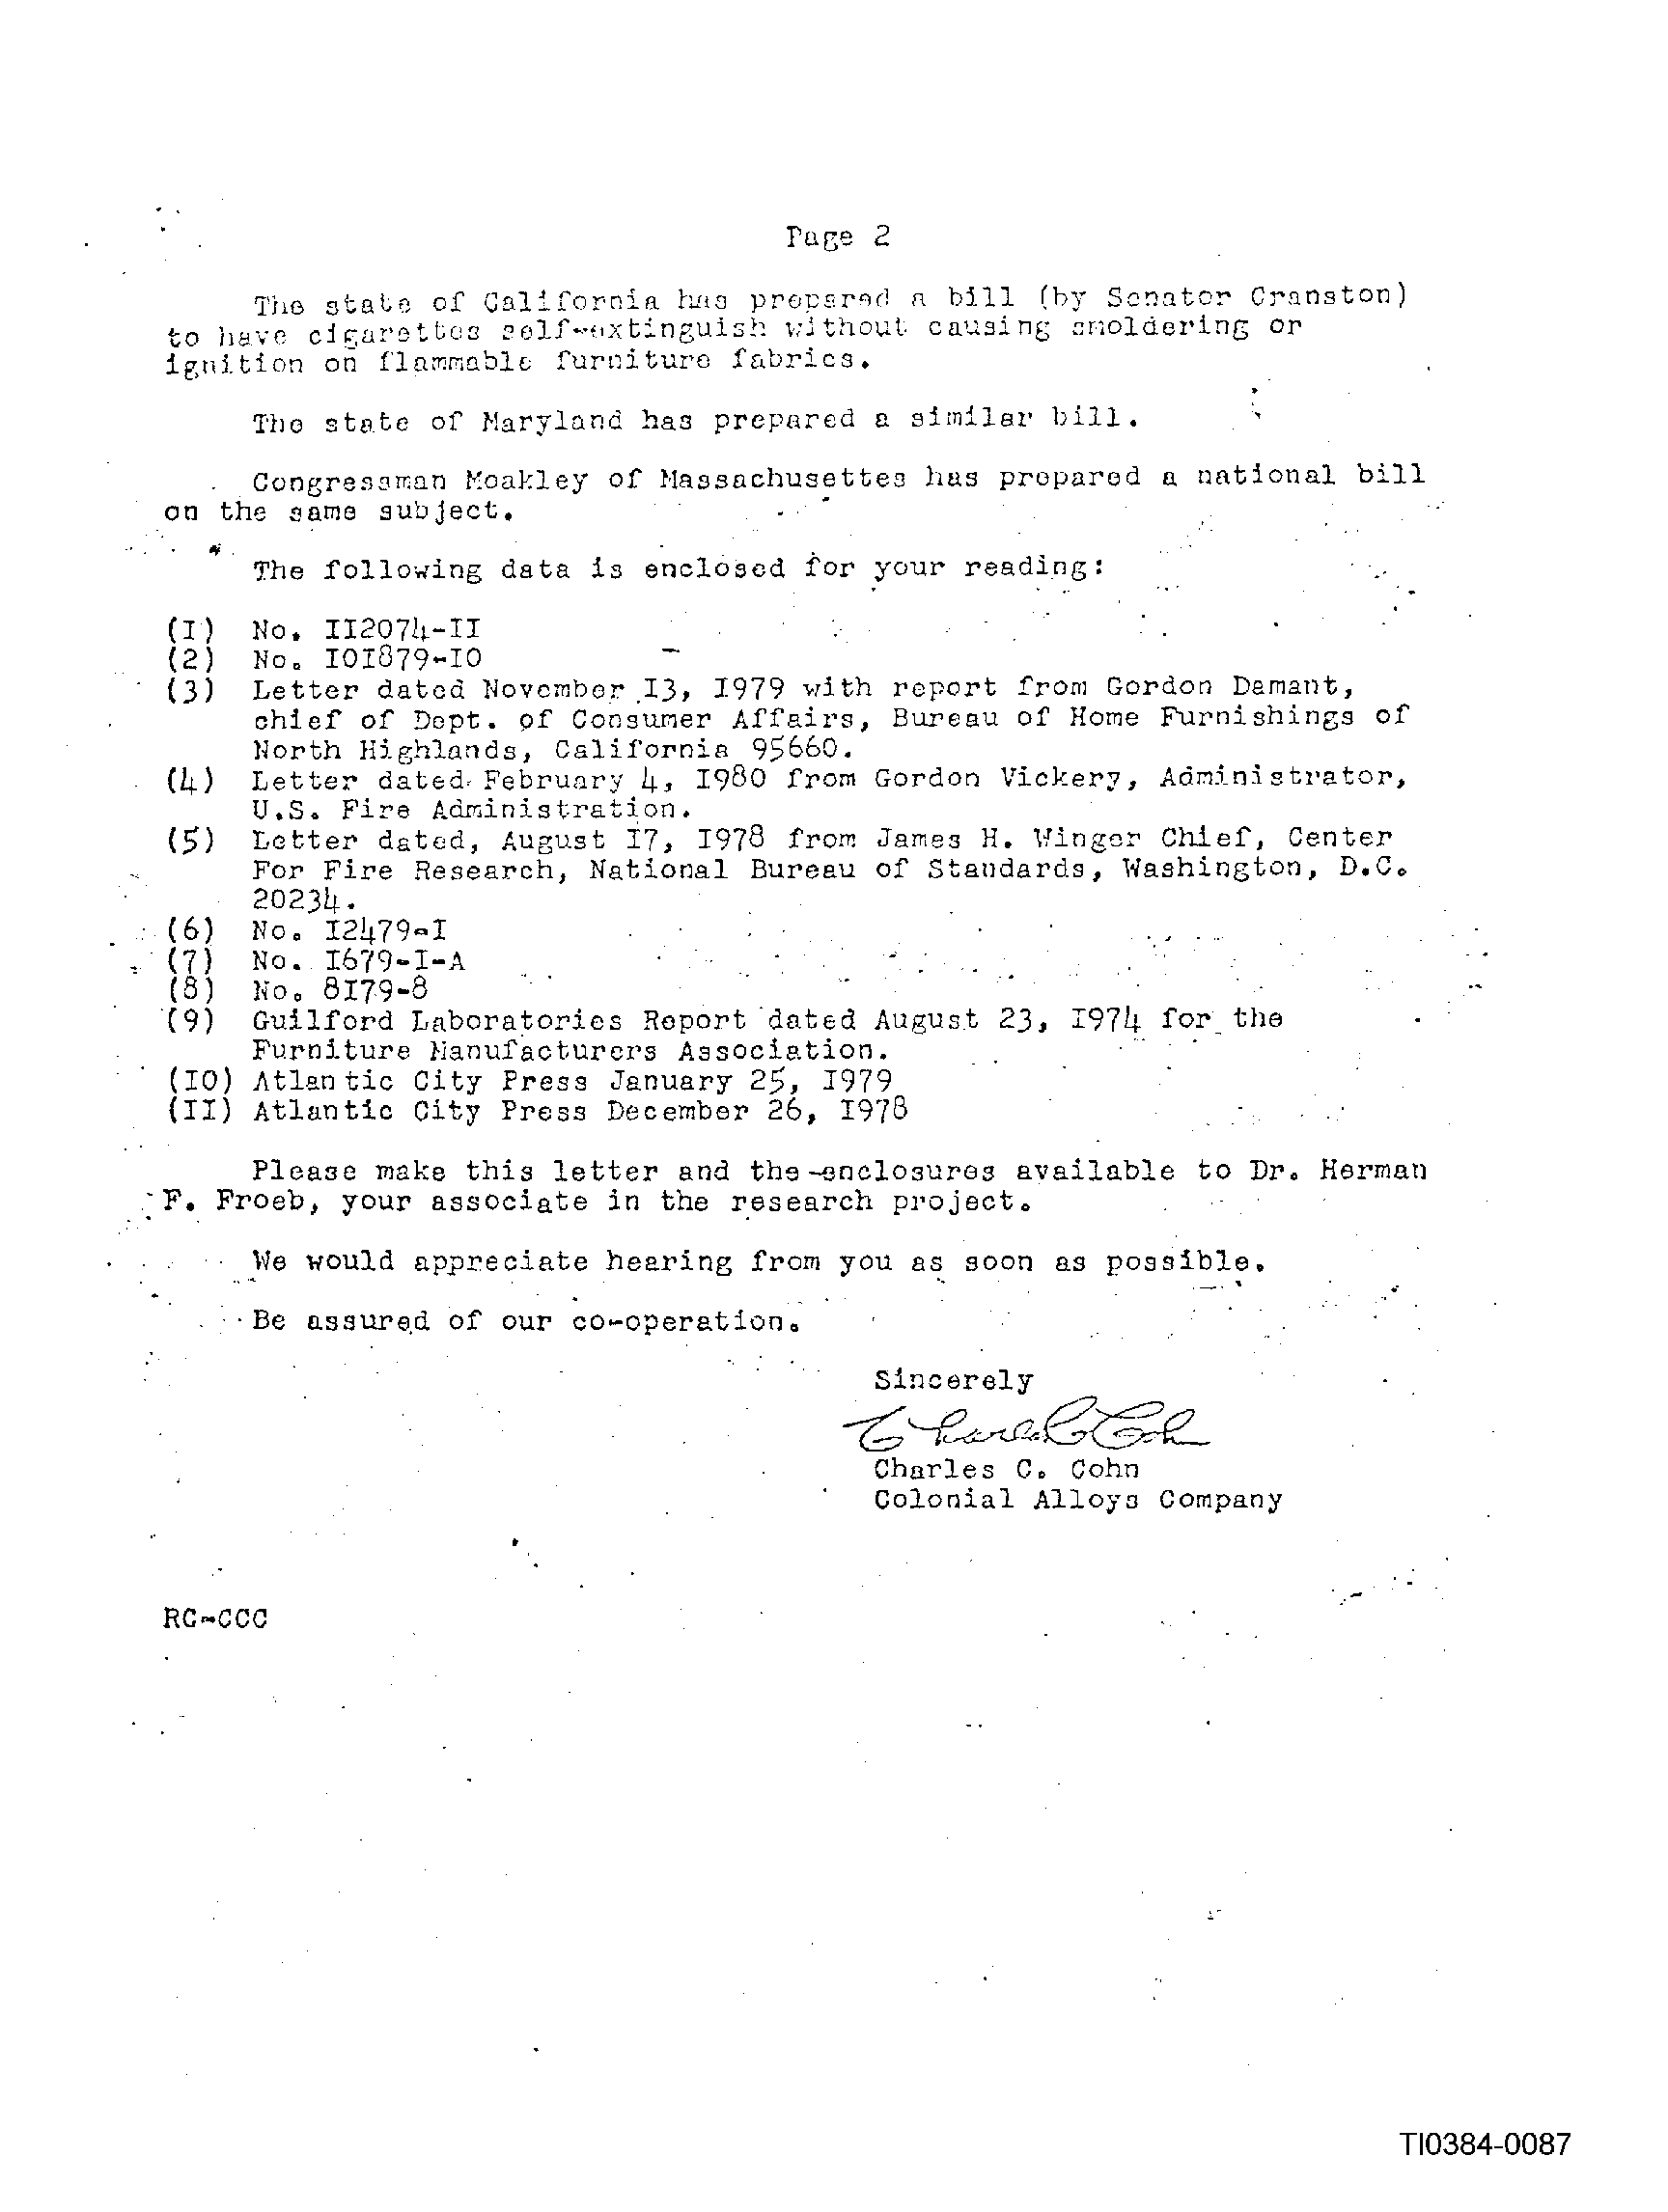 Page 2
The state of California has prepared a bill (by Senator Cranston)
to have cigarettes self-extinguish without causing smoldering or
ignition on flammable furniture fabrics.
The state of Maryland has prepared a similar bill.
Congressman Moakley of Massachusettes has prepared a national bill
on the same subject.
The following data is enclosed for your reading:
(I) No. II2074-II
(2) No. I0I879-I0
(3) Letter dated November I3, I979 with report from Gordon Damant,
chief of Dept. of Consumer Affairs, Bureau of Home Furnishings of
North Highlands, California 95660.
(4) Letter dated February 4, I980 from Gordon Vickery, Administrator,
U.S. Fire Administration.
(5) Letter dated, August I7, I978 from James H. Winger Chief, Center
For Fire Research, National Bureau of Standards, Washington, D.C.
20234.
(6) No. I2479-I
(7) No. I679-I-A
(8) No. 8I79-8
(9) Guilford Laboratories Report dated August 23, I974 for the
Furniture Manufacturers Association.
(I0) Atlantic City Press January 25, I979
(II) Atlantic City Press December 26, I978
Please make this letter and the enclosures available to Dr. Herman
F. Froeb, your associate in the research project.
We would appreciate hearing from you as soon as possible.
Be assured of our co-operation.
Sincerely
Charles C. Cohn
Charles C. Cohn
Colonial Alloys Company
RC-CCC
TI0384-0087